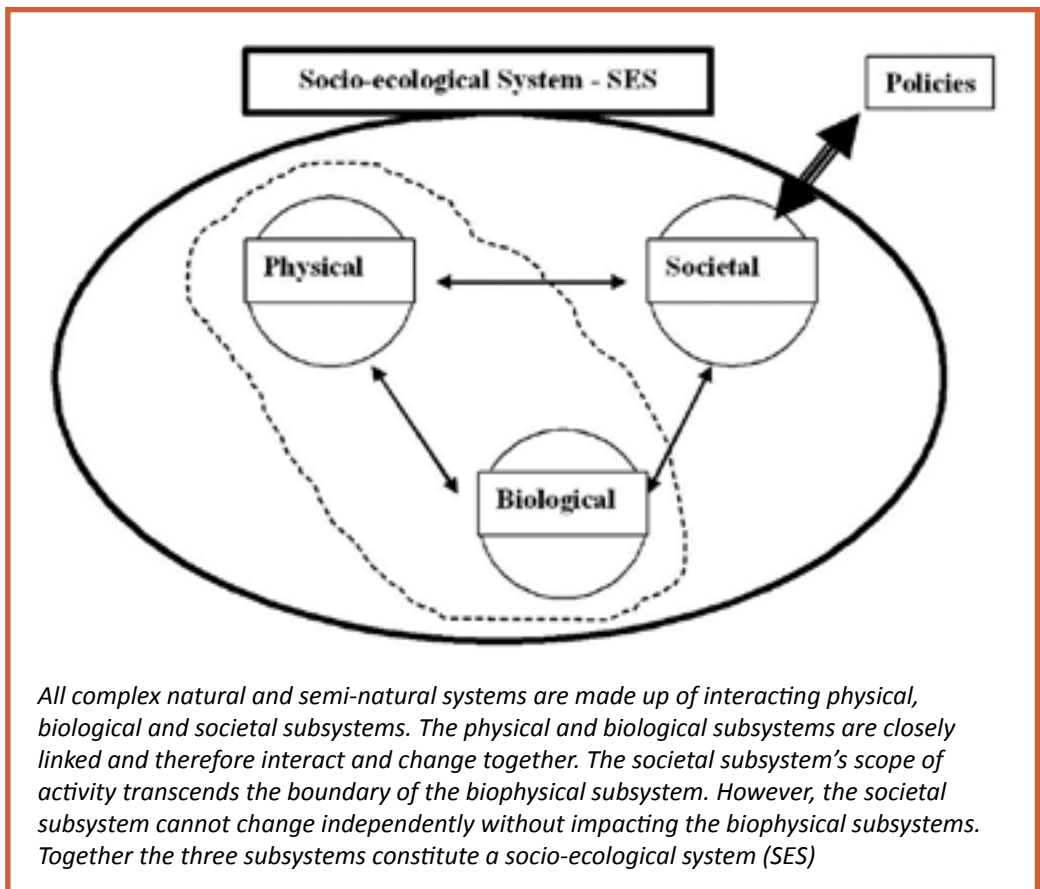 Socio-ecological System - SES
Policies
Physical
Societal
Biological
All complex natural and semi-natural systems are made up of interacting physical,
biological and societal subsystems. The physical and biological subsystems are closely
linked and therefore interact and change together. The societal subsystem’s scope of
activity transcends the boundary of the biophysical subsystem. However, the societal
subsystem cannot change independently without impacting the biophysical subsystems.
Together the three subsystems constitute a socio-ecological system (SES)